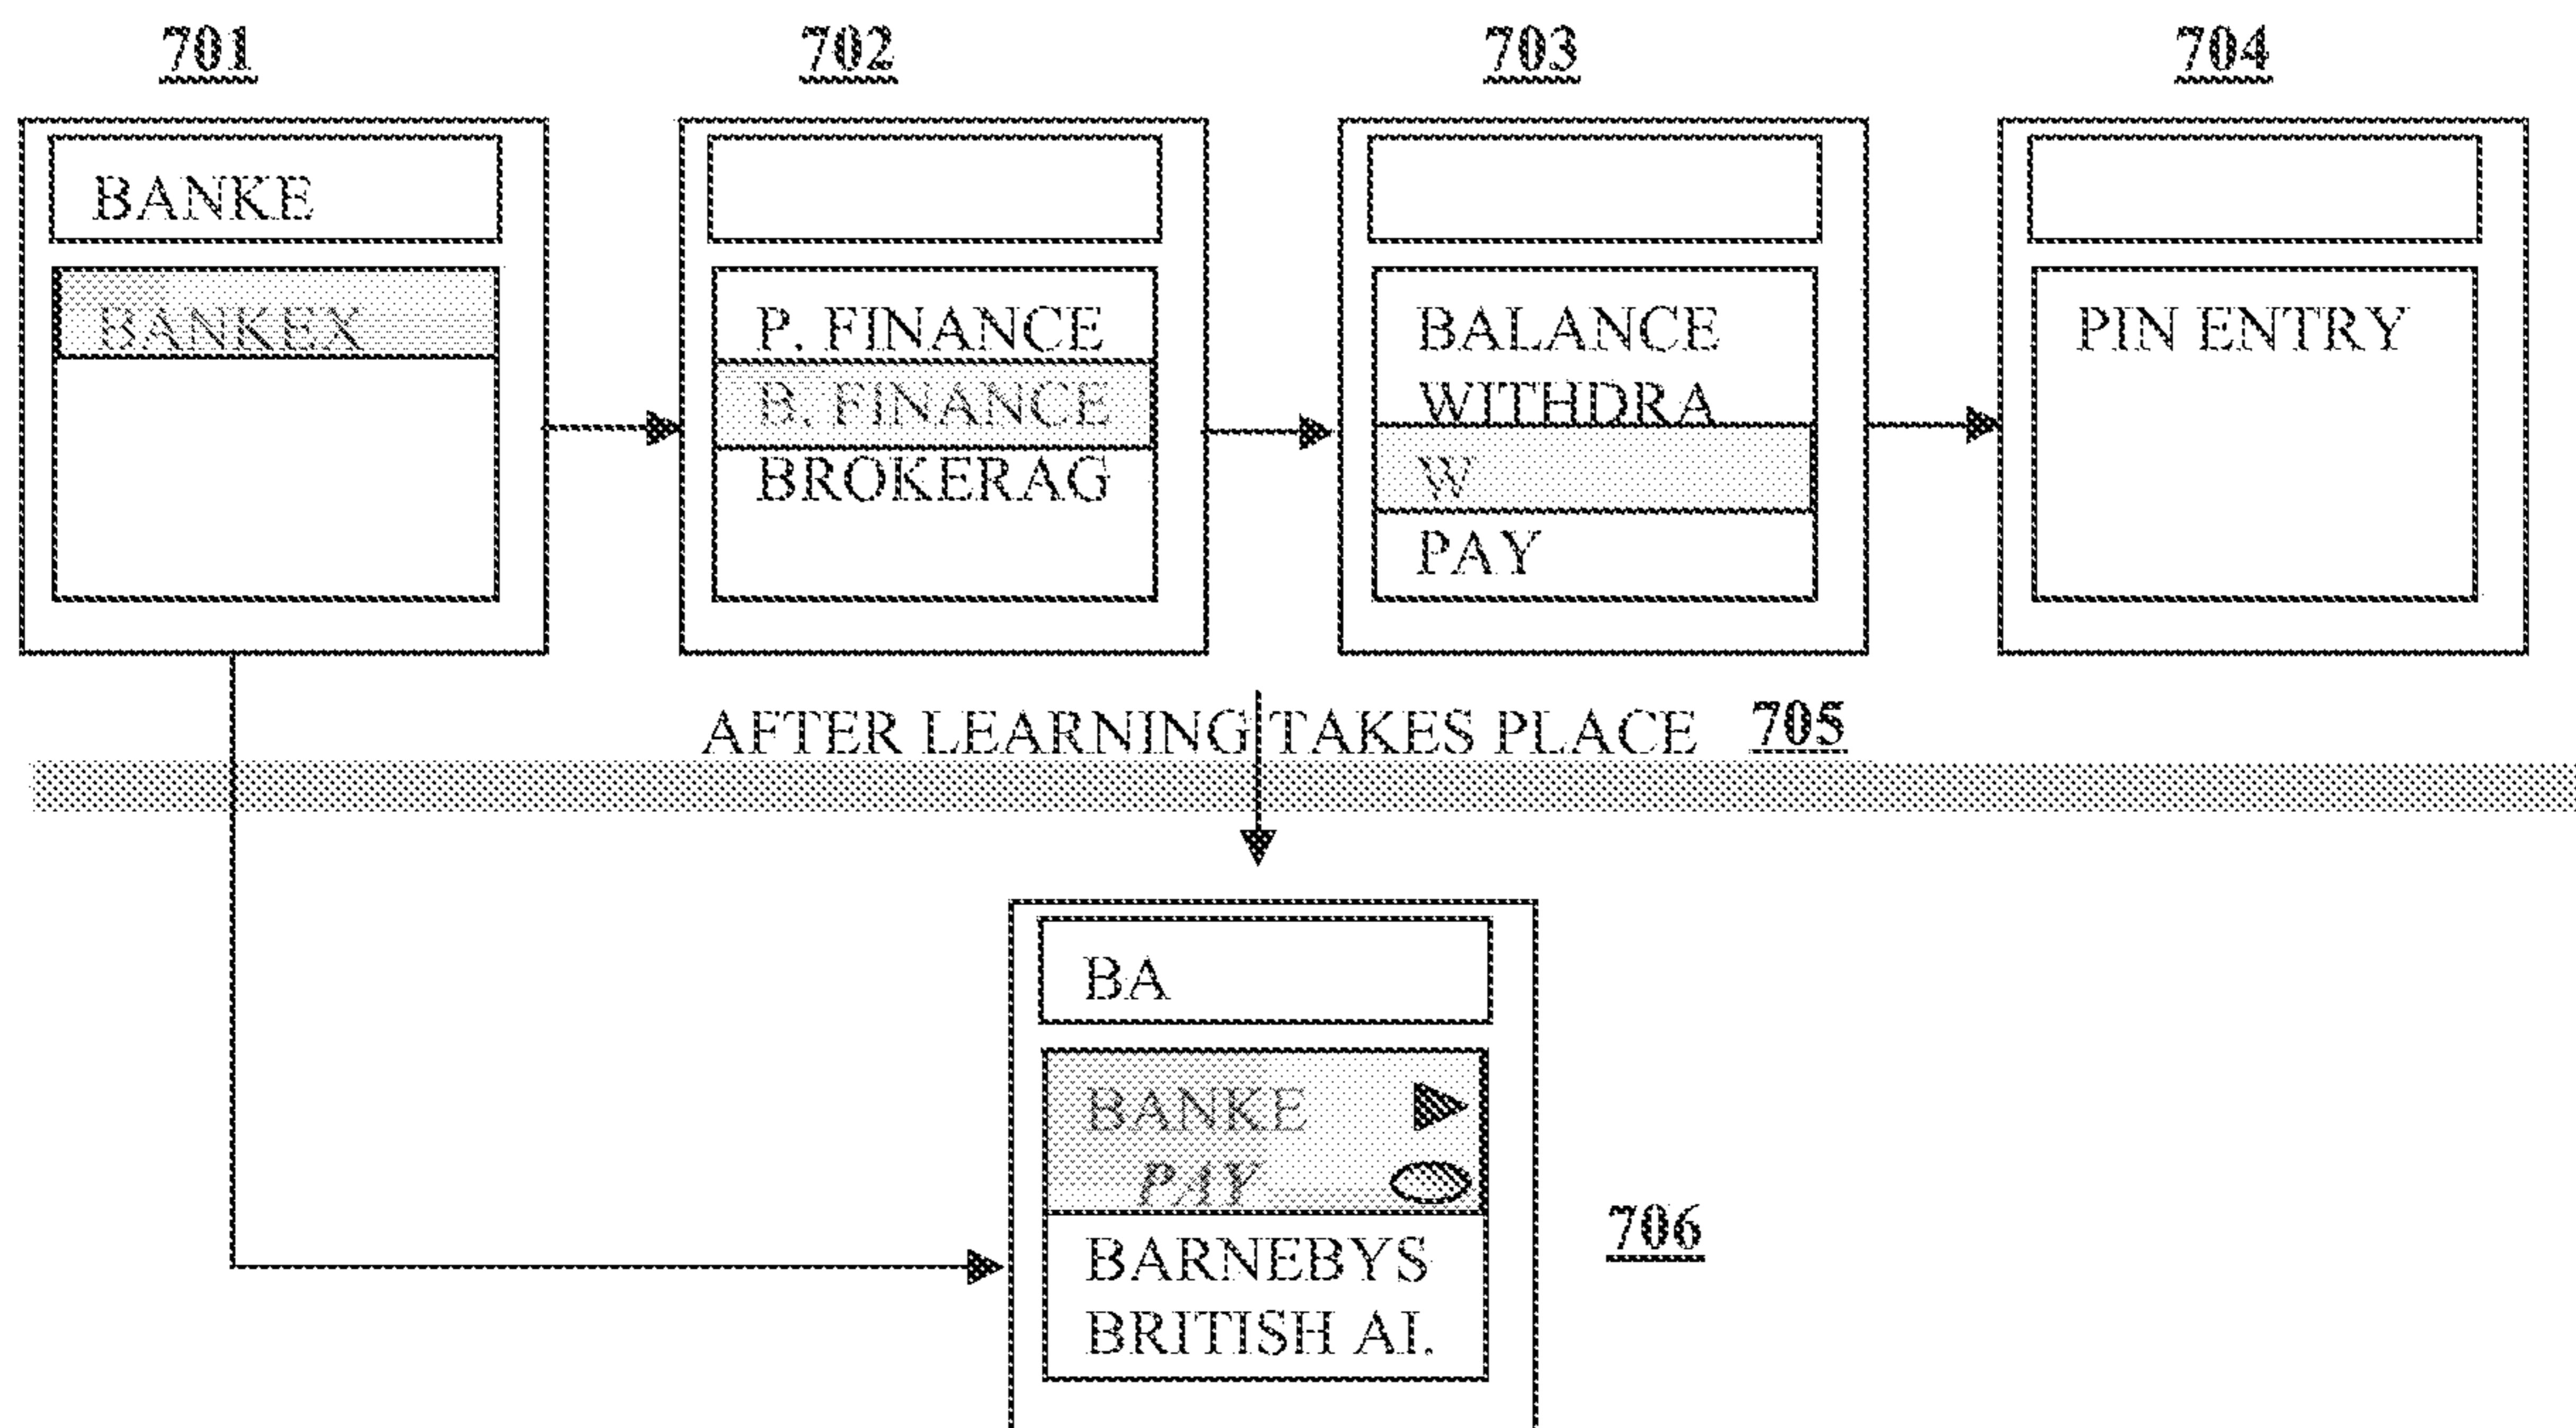 701
702
703
704
BANKE
BANKEX
P. FINANCE
B. FINANCE
BROKERAG
BALANCE
WITHDRA
W
PAY
PIN ENTRY
AFTER LEARNING TAKES PLACE 705
BA
BANKE
PAY
BARNEBYS
BRITISH AI.
706